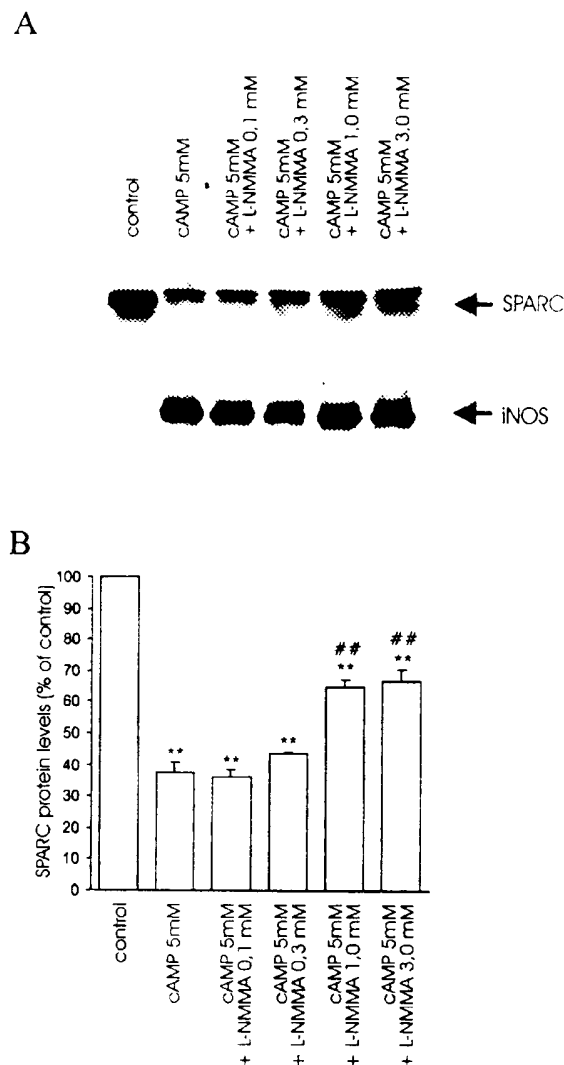 A
control
cAMP 5mM
cAMP 5mM
+ L-NMMA 0,1 mM
cAMP 5mM
+ L-NMMA 0,3 mM
cAMP 5mM
+ L-NMMA 1,0 mM
cAMP 5mM
+ L-NMMA 3,0 mM
SPARC
iNOS
B
SPARC protein levels (% of control)
100
90
80
70
60
50
40
30
20
10
0
**
**
**
##
**
##
**
control
cAMP 5mM
cAMP 5mM
+ L-NMMA 0,1 mM
cAMP 5mM
+ L-NMMA 0,3 mM
cAMP 5mM
+ L-NMMA 1,0 mM
cAMP 5mM
+ L-NMMA 3,0 mM